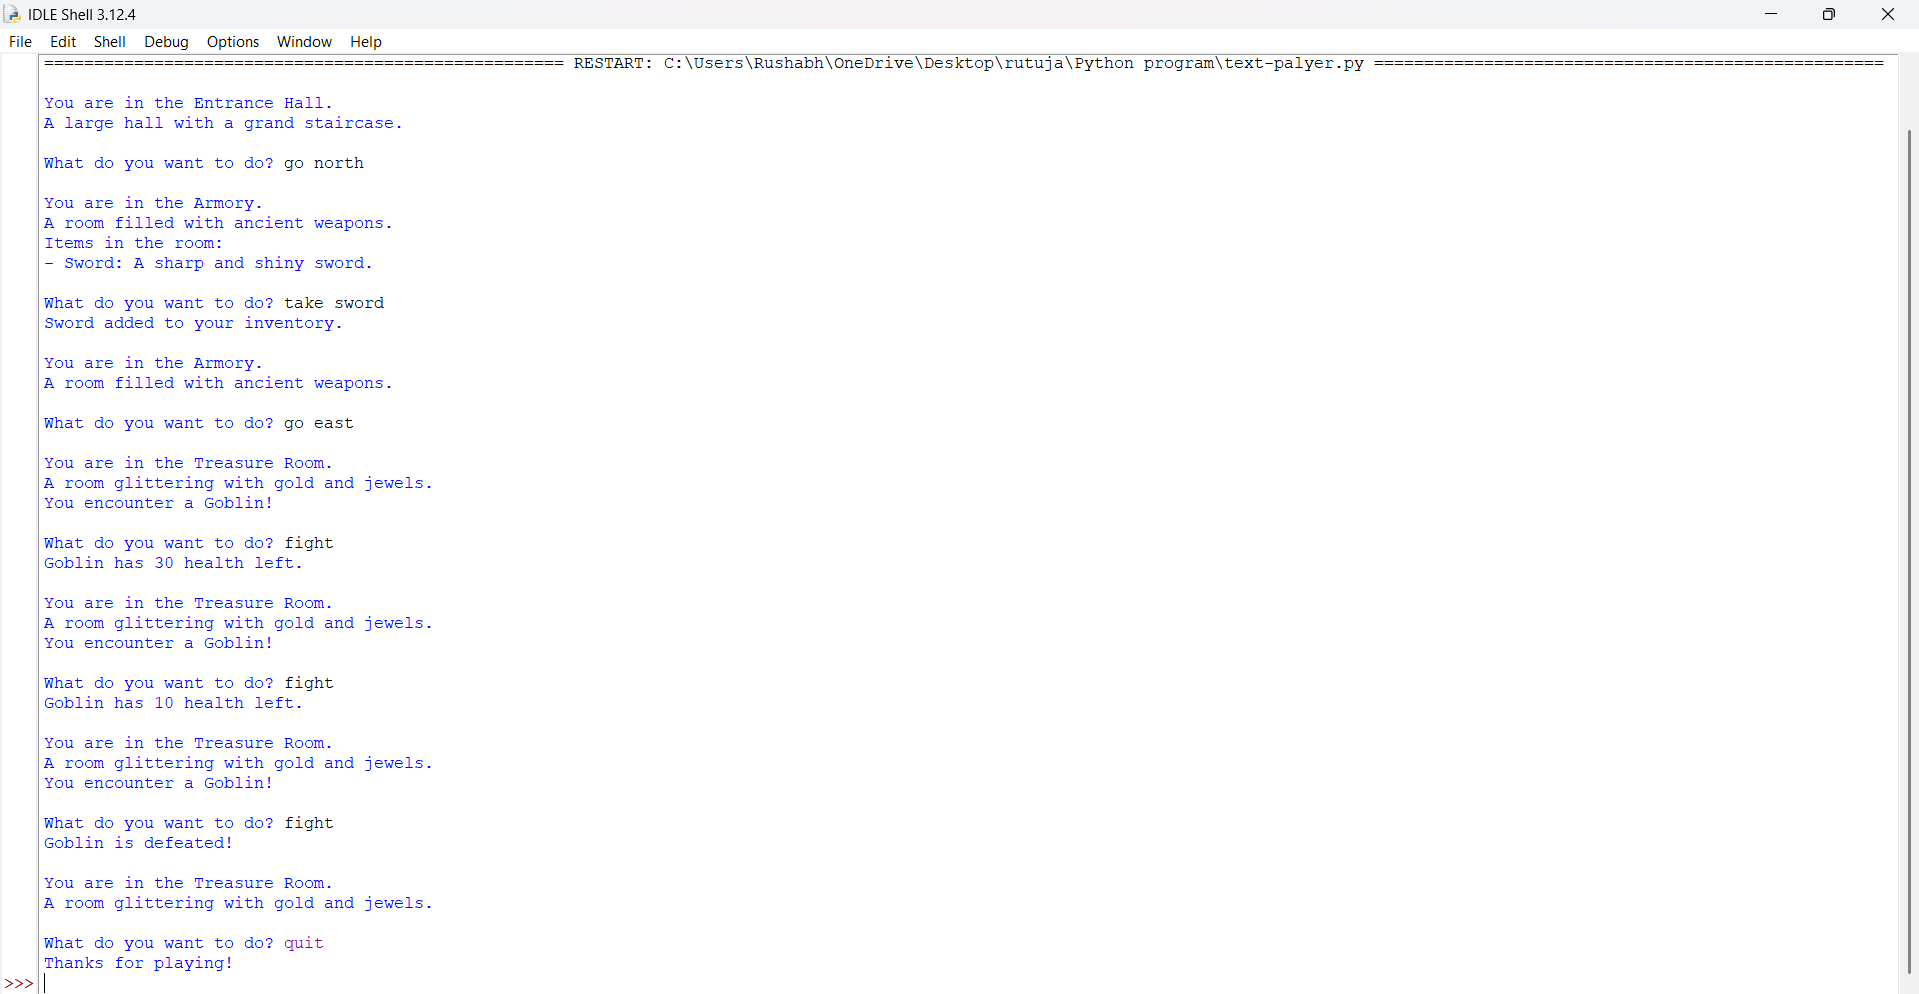 IDLE Shell 3.12.4
File Edit Shell Debug Options Window Help
==================================================== RESTART: C:\Users\Rushabh\OneDrive\Desktop\rutuja\Python program\text-palyer.py ===================================================
You are in the Entrance Hall.
A large hall with a grand staircase.
What do you want to do? go north
You are in the Armory.
A room filled with ancient weapons.
Items in the room:
- Sword: A sharp and shiny sword.
What do you want to do? take sword
Sword added to your inventory.
You are in the Armory.
A room filled with ancient weapons.
What do you want to do? go east
You are in the Treasure Room.
A room glittering with gold and jewels.
You encounter a Goblin!
What do you want to do? fight
Goblin has 30 health left.
You are in the Treasure Room.
A room glittering with gold and jewels.
You encounter a Goblin!
What do you want to do? fight
Goblin has 10 health left.
You are in the Treasure Room.
A room glittering with gold and jewels.
You encounter a Goblin!
What do you want to do? fight
Goblin is defeated!
You are in the Treasure Room.
A room glittering with gold and jewels.
What do you want to do? quit
Thanks for playing!
>>>